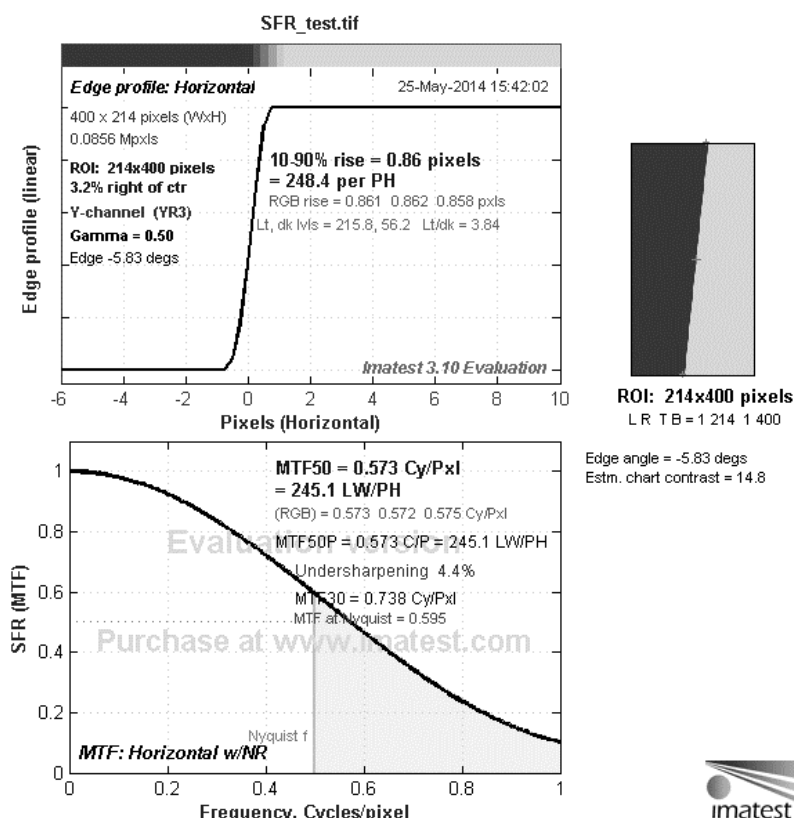 SFR_test.tif
Edge profile: Horizontal
25-May-2014 15:42:02
400 x 214 pixels (WxH)
0.0856 Mpxls
ROI: 214x400 pixels
3.2% right of ctr
Y-channel (YR3)
Gamma = 0.50
Edge -5.83 degs
10-90% rise = 0.86 pixels
= 248.4 per PH
RGB rise = 0.861 0.862 0.858 pxls
Lt, dk lvls = 215.8, 56.2 Lt/dk = 3.84
Edge profile (linear)
Imatest 3.10 Evaluation
-6 -4 -2 0 2 4 6 8 10
Pixels (Horizontal)
ROI: 214x400 pixels
L R T B = 1 214 1 400
Edge angle = -5.83 degs
Estm. chart contrast = 14.8
MTF50 = 0.573 Cy/Pxl
= 245.1 LW/PH
(RGB) = 0.573 0.572 0.575 Cy/Pxl
Evaluation version
MTF50P = 0.573 C/P = 245.1 LW/PH
Undersharpening 4.4%
MTF30 = 0.738 Cy/Pxl
MTF at Nyquist = 0.595
Purchase at www.imatest.com
Nyquist f
MTF: Horizontal w/NR
SFR (MTF)
1
0.8
0.6
0.4
0.2
0
0 0.2 0.4 0.6 0.8 1
Frequency, Cycles/pixel
imatest